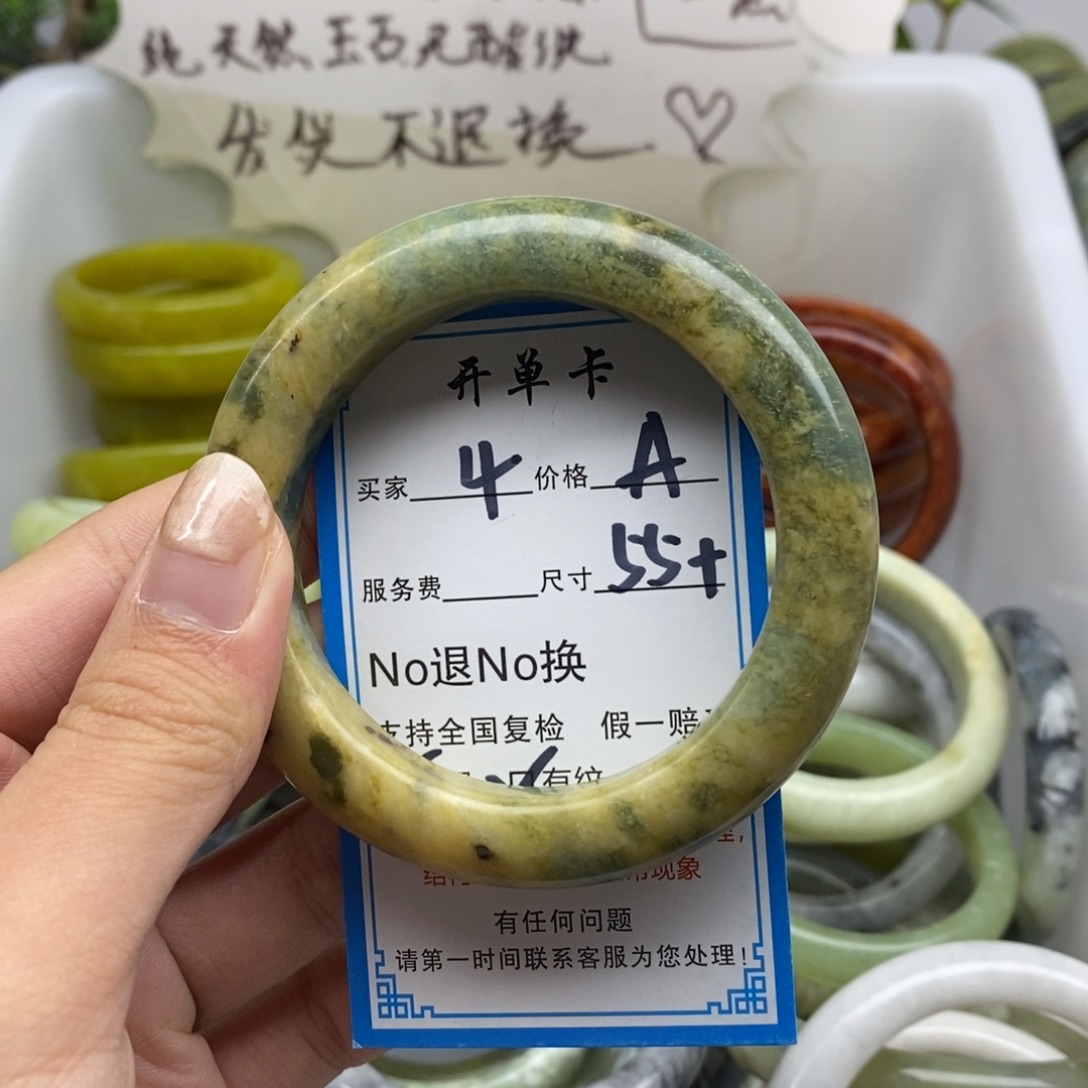 纯天然玉石无酸洗
售出不退换
开单卡
买家 4 价格 A
服务费 尺寸 55+
No退No换
支持全国复检 假一赔
只有纹
现象
有任何问题
请第一时间联系客服为您处理!